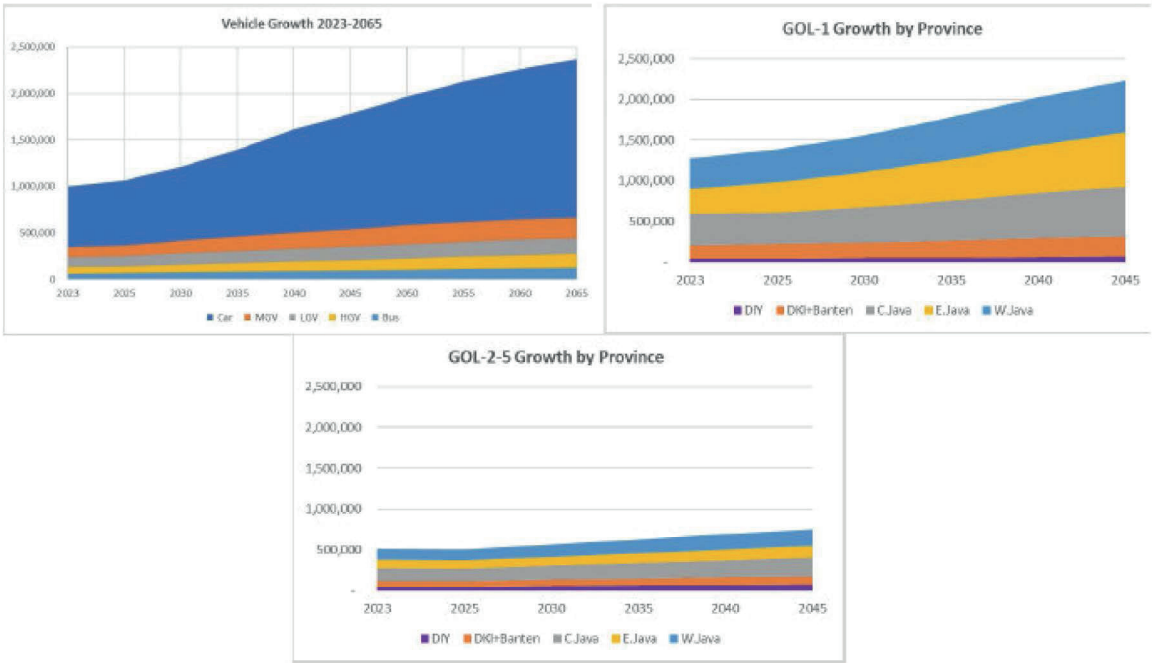 Vehicle Growth 2023-2065
2,500,000
2,000,000
1,500,000
1,000,000
500,000
0
2023 2025 2030 2035 2040 2045 2050 2055 2060 2065
Car MGV LGV HGV Bus
GOL-1 Growth by Province
2,500,000
2,000,000
1,500,000
1,000,000
500,000
-
2023 2025 2030 2035 2040 2045
DIY DKI+Banten C.Java E.Java W.Java
GOL-2-5 Growth by Province
2,500,000
2,000,000
1,500,000
1,000,000
500,000
-
2023 2025 2030 2035 2040 2045
DIY DKI+Banten C.Java E.Java W.Java